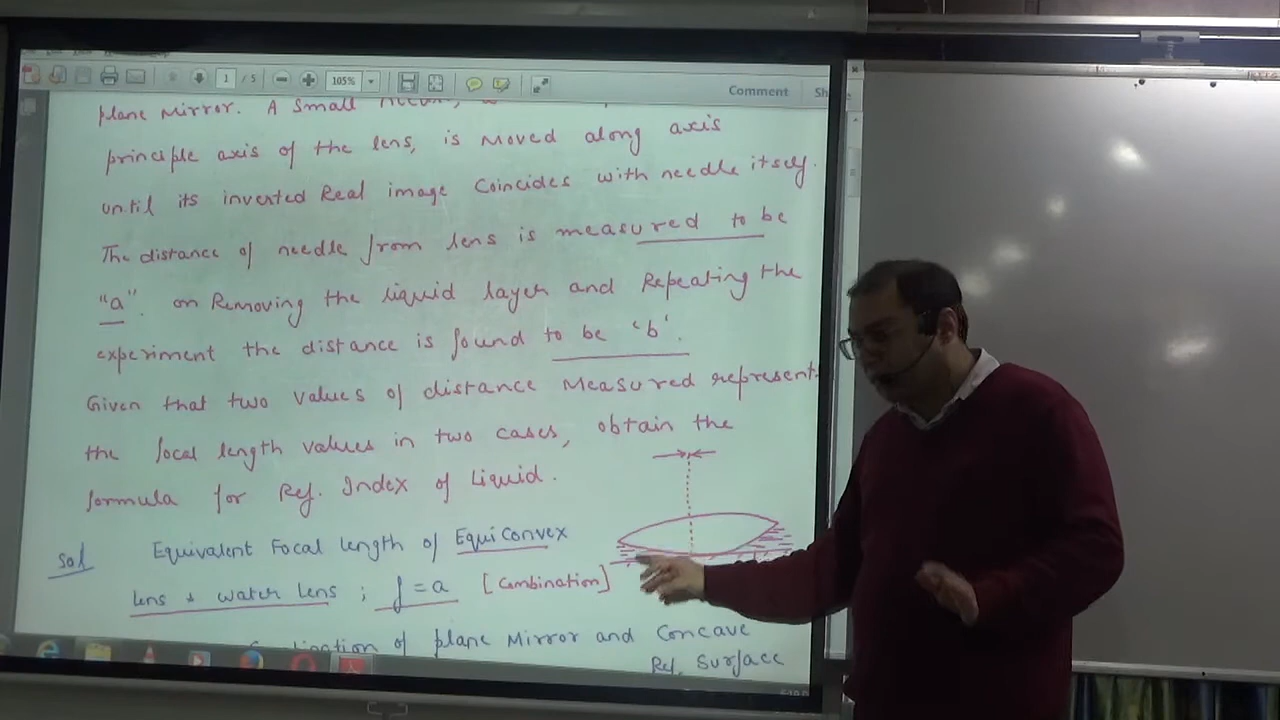 1 / 5
105%
Comment
Sh
plane Mirror. A Small
principle axis of the lens, is moved along axis
until its inverted Real image Coincides with needle itself.
The distance of needle from lens is measured to be
"a". on Removing the liquid layer and Repeating the
experiment the distance is found to be 'b'.
Given that two values of distance Measured represent
the focal length values in two cases, obtain the
formula for Ref. Index of Liquid.
Sol Equivalent Focal length of EquiConvex
lens & water lens ; f = a [Combination]
of plane Mirror and Concave
Ref. Surface